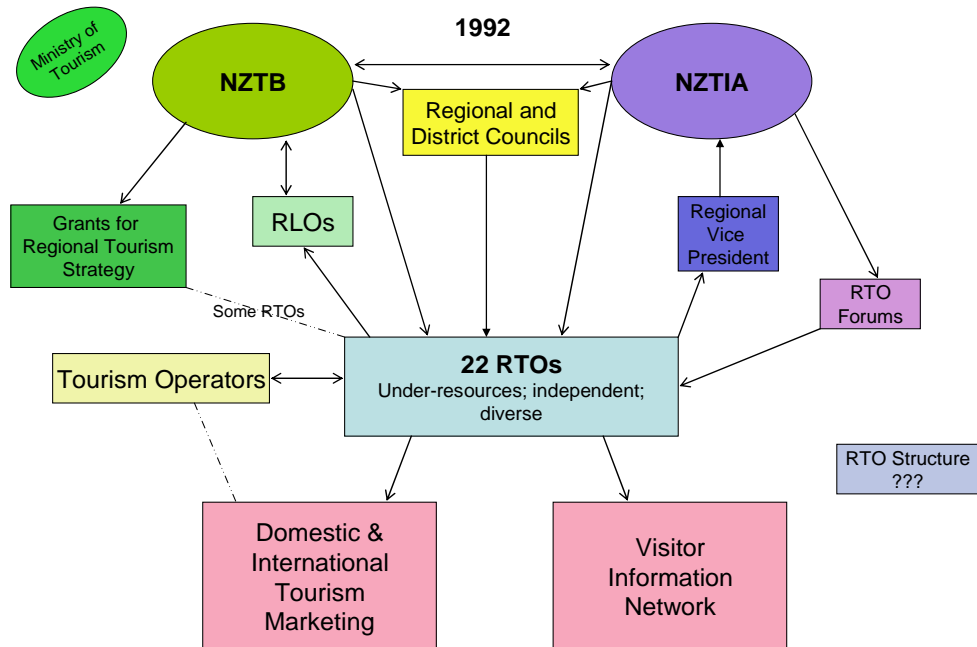 1992
Ministry of
Tourism
NZTB
NZTIA
Regional and
District Councils
Grants for
Regional Tourism
Strategy
RLOs
Regional
Vice
President
RTO
Forums
Some RTOs
22 RTOs
Under-resources; independent;
diverse
Tourism Operators
RTO Structure
???
Domestic &
International
Tourism
Marketing
Visitor
Information
Network